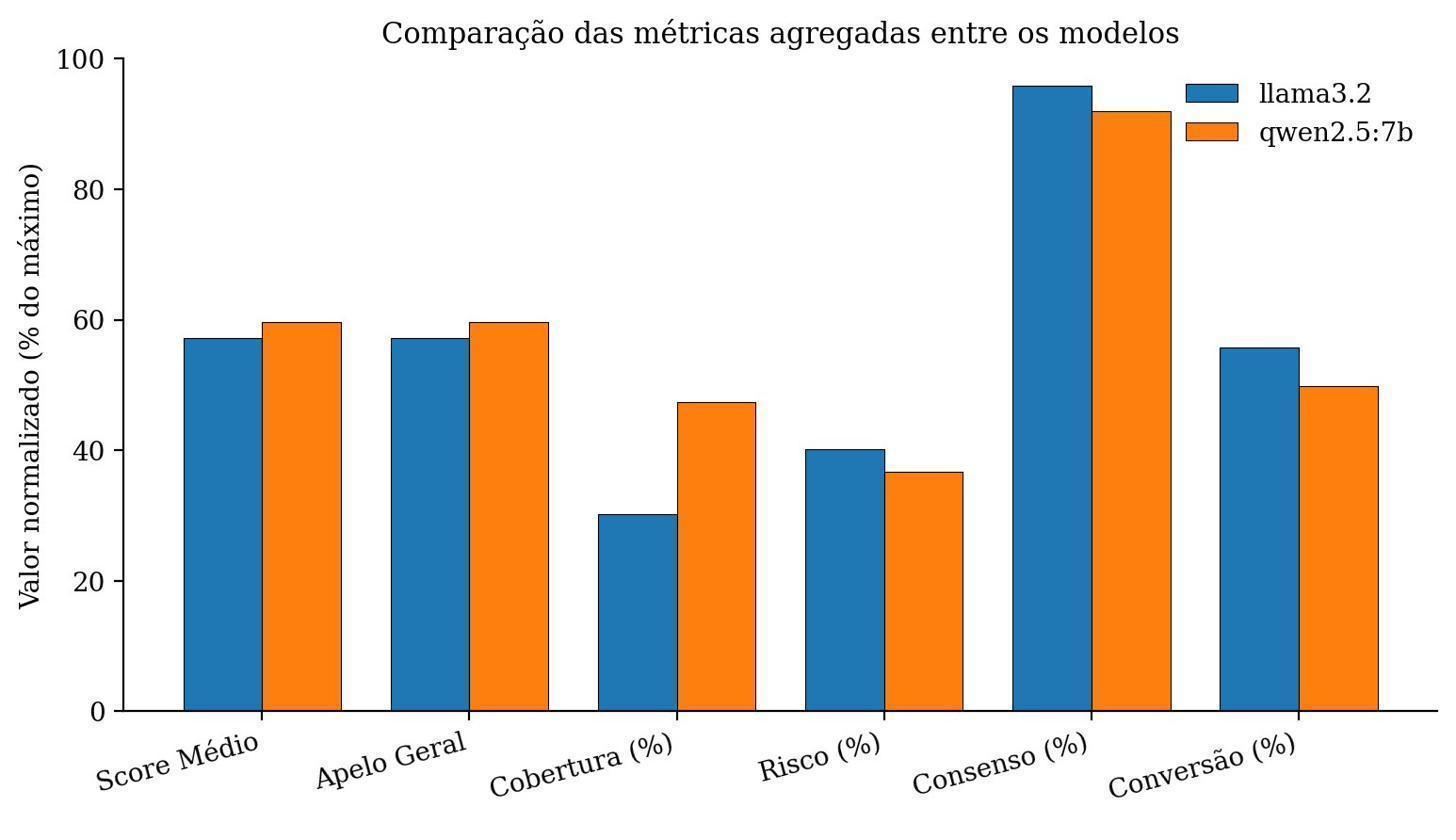 Comparação das métricas agregadas entre os modelos
llama3.2
qwen2.5:7b
Valor normalizado (% do máximo)
100
80
60
40
20
0
Score Médio
Apelo Geral
Cobertura (%)
Risco (%)
Consenso (%)
Conversão (%)